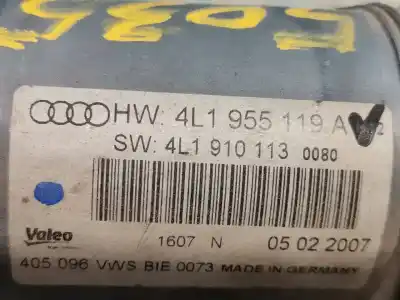 HW: 4L1 955 119 A
SW: 4L1 910 113 0080
Valeo
1607 N 05 02 2007
405 096 VWS BIE 0073 MADE IN GERMANY